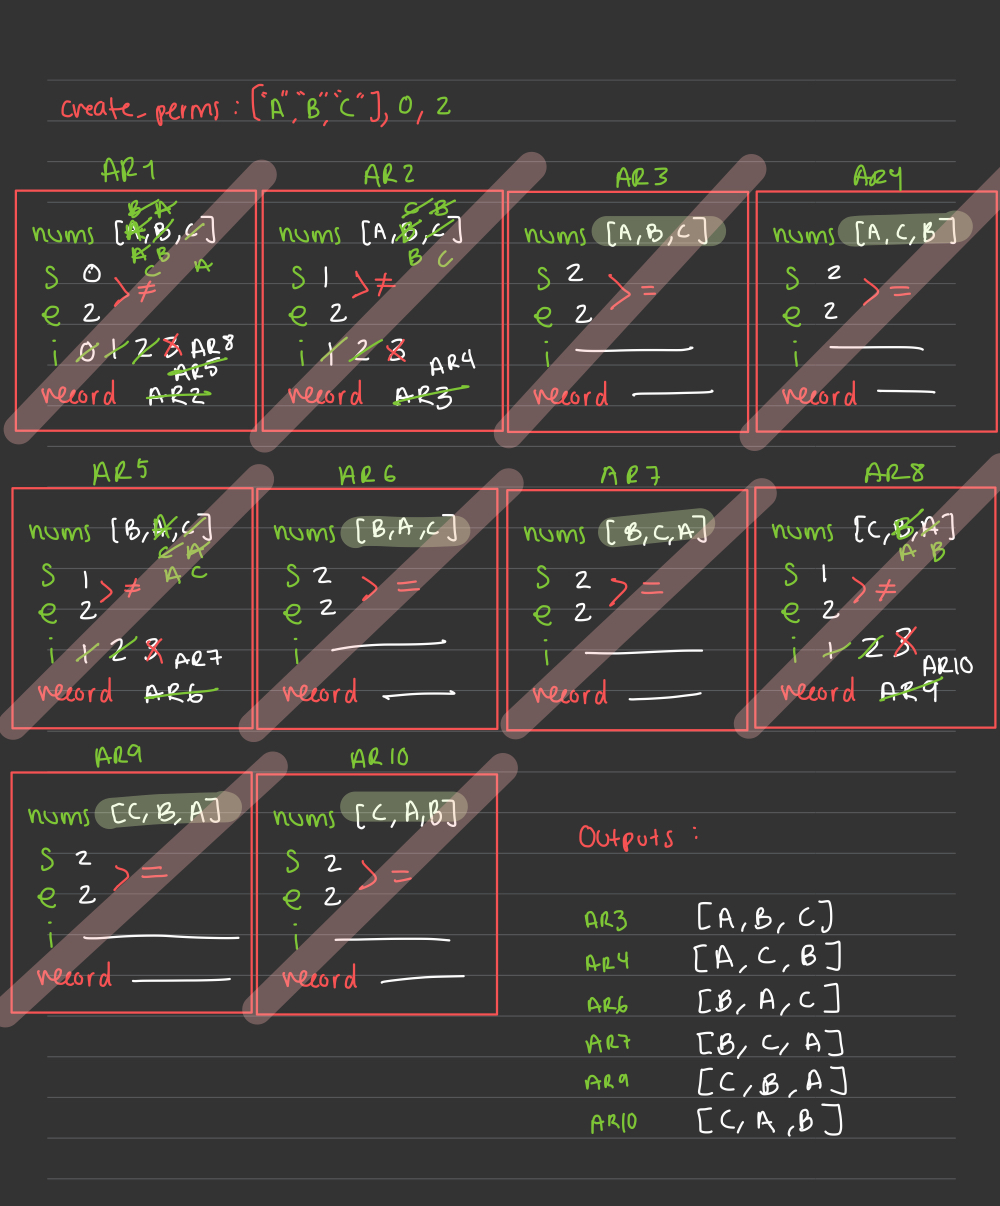 create_perms : ["A", "B", "C"], 0, 2
AR1
nums [A, B, C]
B A
A B
C A
S 0
> ≠
e 2
i 0 1 2 3 AR8
AR5
record AR2
AR2
nums [A, B, C]
C B
B C
S 1
> ≠
e 2
i 1 2 3
AR4
record AR3
AR3
nums [A, B, C]
S 2
> =
e 2
i
record
AR4
nums [A, C, B]
S 2
> =
e 2
i
record
AR5
nums [B, A, C]
C A
A C
S 1
> ≠
e 2
i 1 2 3 AR7
record AR6
AR6
nums [B, A, C]
S 2
> =
e 2
i
record
AR7
nums [B, C, A]
S 2
> =
e 2
i
record
AR8
nums [C, B, A]
A B
S 1
> ≠
e 2
i 1 2 3
AR10
record AR9
AR9
nums [C, B, A]
S 2
> =
e 2
i
record
AR10
nums [C, A, B]
S 2
> =
e 2
i
record
Outputs :
AR3 [A, B, C]
AR4 [A, C, B]
AR6 [B, A, C]
AR7 [B, C, A]
AR9 [C, B, A]
AR10 [C, A, B]